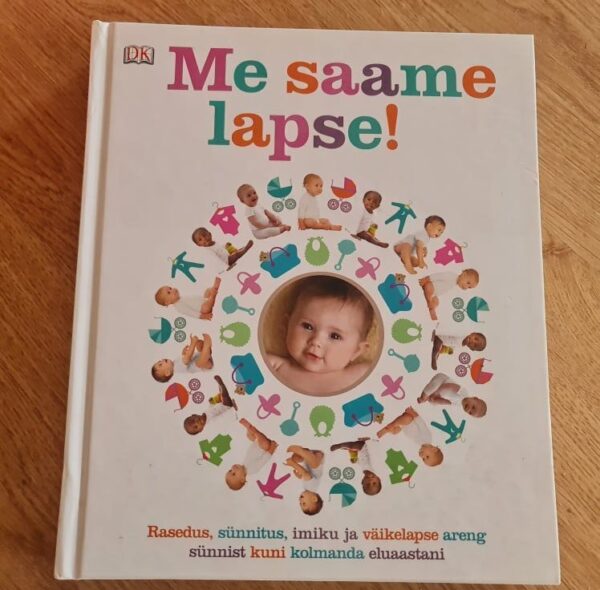 DK
Me saame
lapse!
Rasedus, sünnitus, imiku ja väikelapse areng
sünnist kuni kolmanda eluaastani